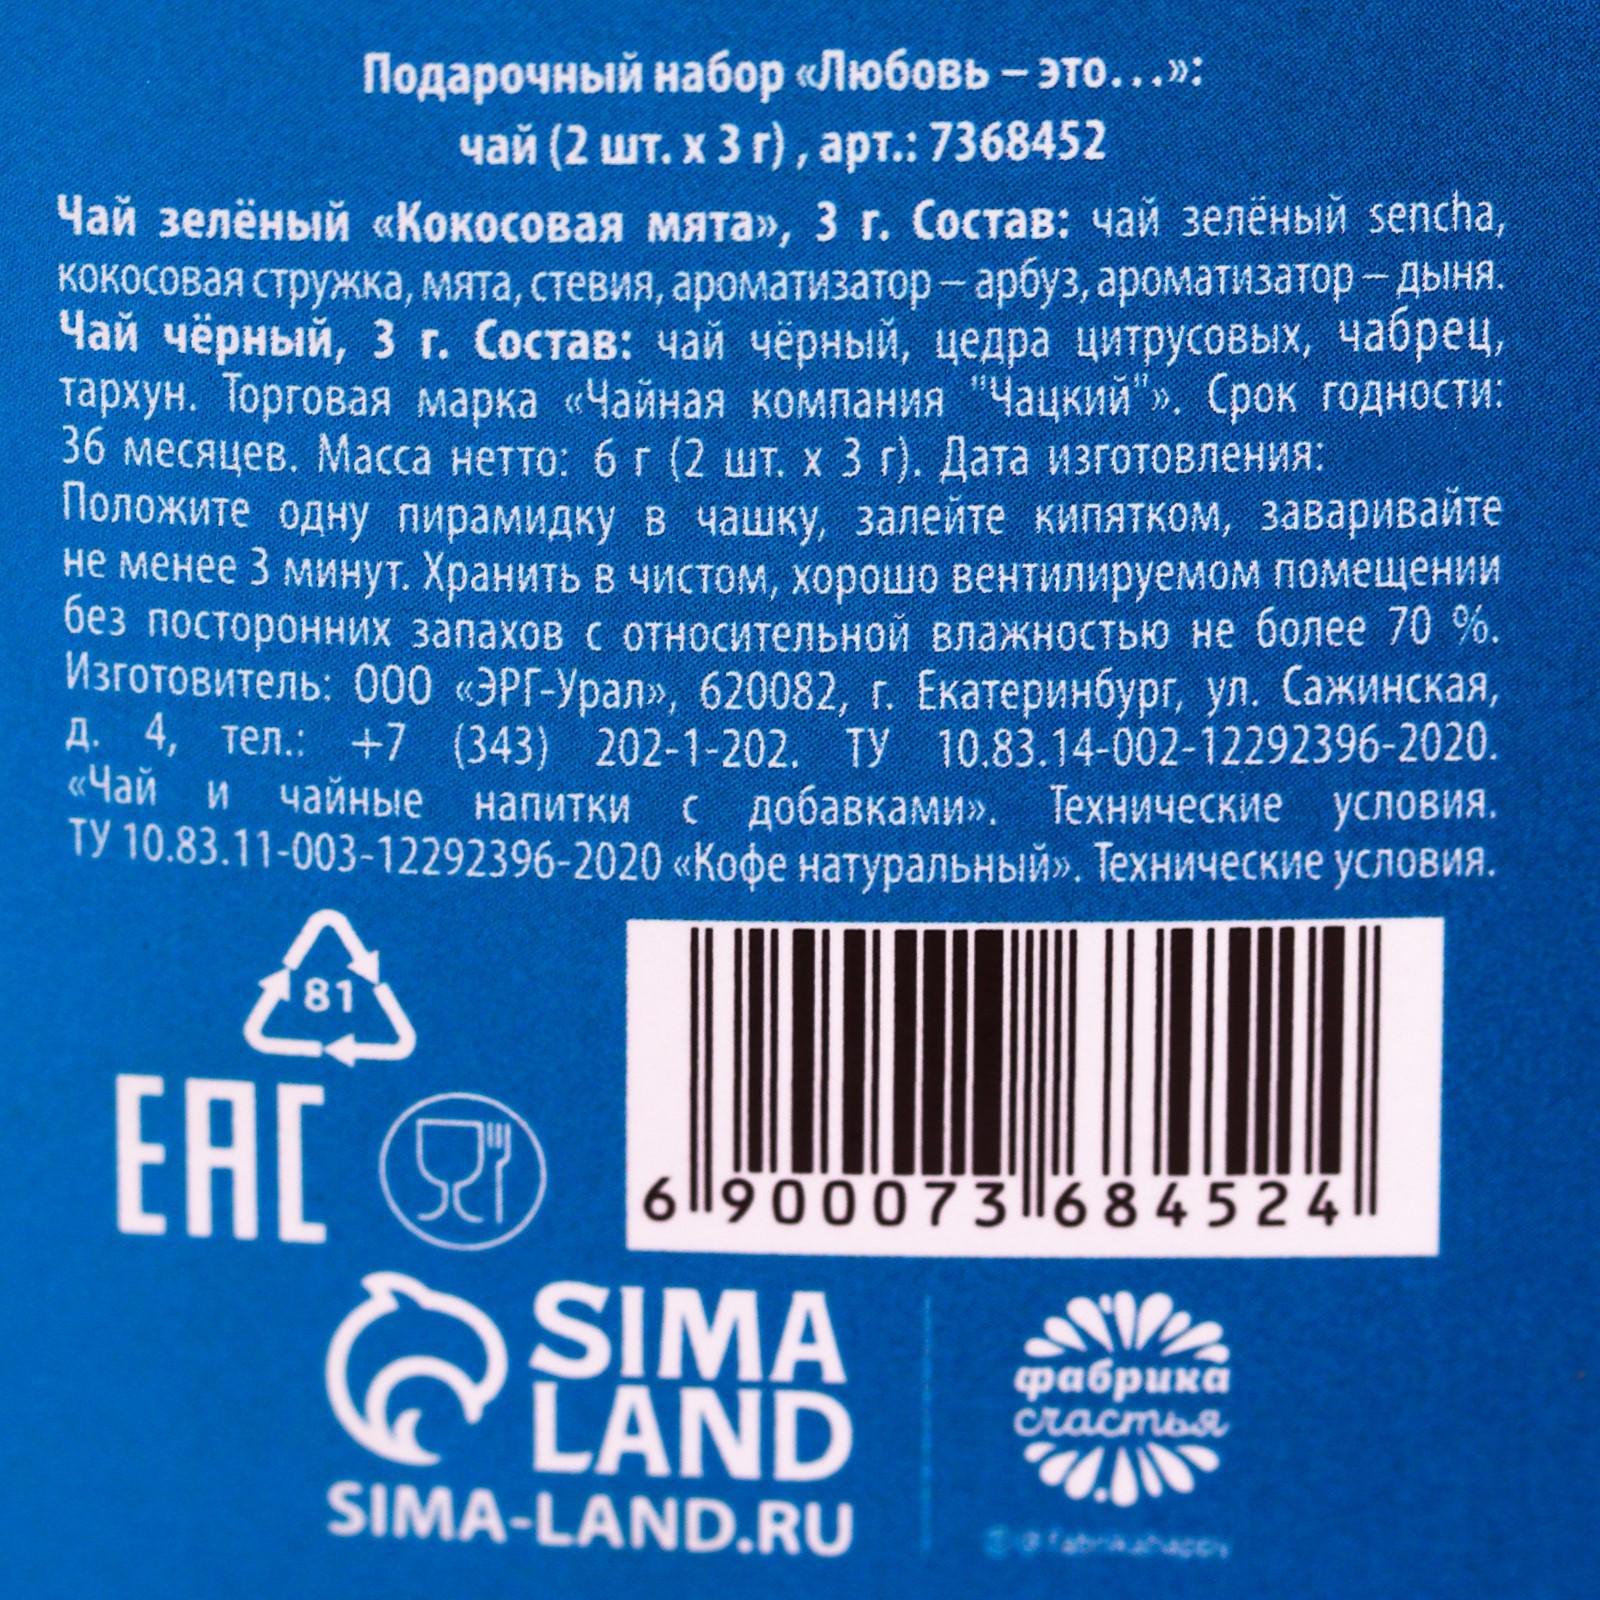 Подарочный набор «Любовь – это...»:
чай (2 шт. х 3 г) , арт.: 7368452
Чай зелёный «Кокосовая мята», 3 г. Состав: чай зелёный sencha,
кокосовая стружка, мята, стевия, ароматизатор – арбуз, ароматизатор – дыня.
Чай чёрный, 3 г. Состав: чай чёрный, цедра цитрусовых, чабрец,
тархун. Торговая марка «Чайная компания "Чацкий"». Срок годности:
36 месяцев. Масса нетто: 6 г (2 шт. х 3 г). Дата изготовления:
Положите одну пирамидку в чашку, залейте кипятком, заваривайте
не менее 3 минут. Хранить в чистом, хорошо вентилируемом помещении
без посторонних запахов с относительной влажностью не более 70 %.
Изготовитель: ООО «ЭРГ-Урал», 620082, г. Екатеринбург, ул. Сажинская,
д. 4, тел.: +7 (343) 202-1-202. ТУ 10.83.14-002-12292396-2020.
«Чай и чайные напитки с добавками». Технические условия.
ТУ 10.83.11-003-12292396-2020 «Кофе натуральный». Технические условия.
81
EAC
6 900073 684524
SIMA
LAND
SIMA-LAND.RU
фабрика
счастья
@fabrikahappy